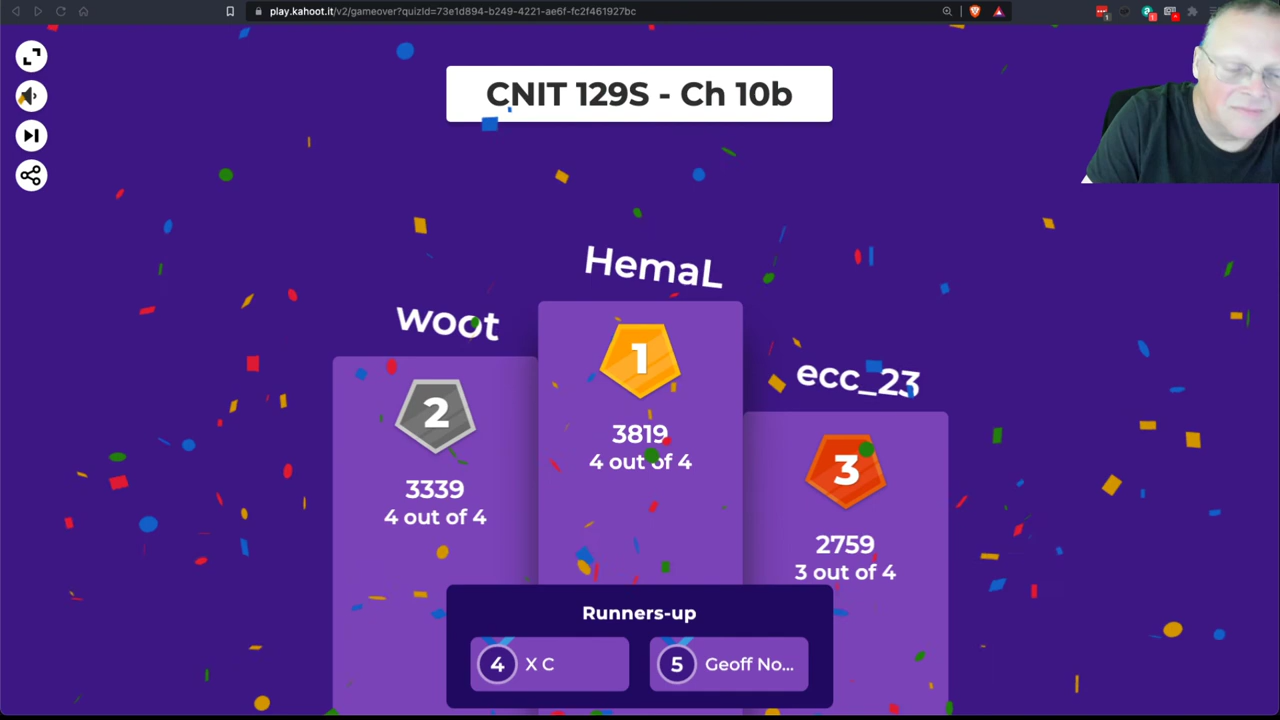 play.kahoot.it/v2/gameover?quizId=73e1d894-b249-4221-ae6f-fc2f461927bc
CNIT 129S - Ch 10b
HemaL
woot
ecc_23
1
3819
4 out of 4
2
3339
4 out of 4
3
2759
3 out of 4
Runners-up
4 X C
5 Geoff No...